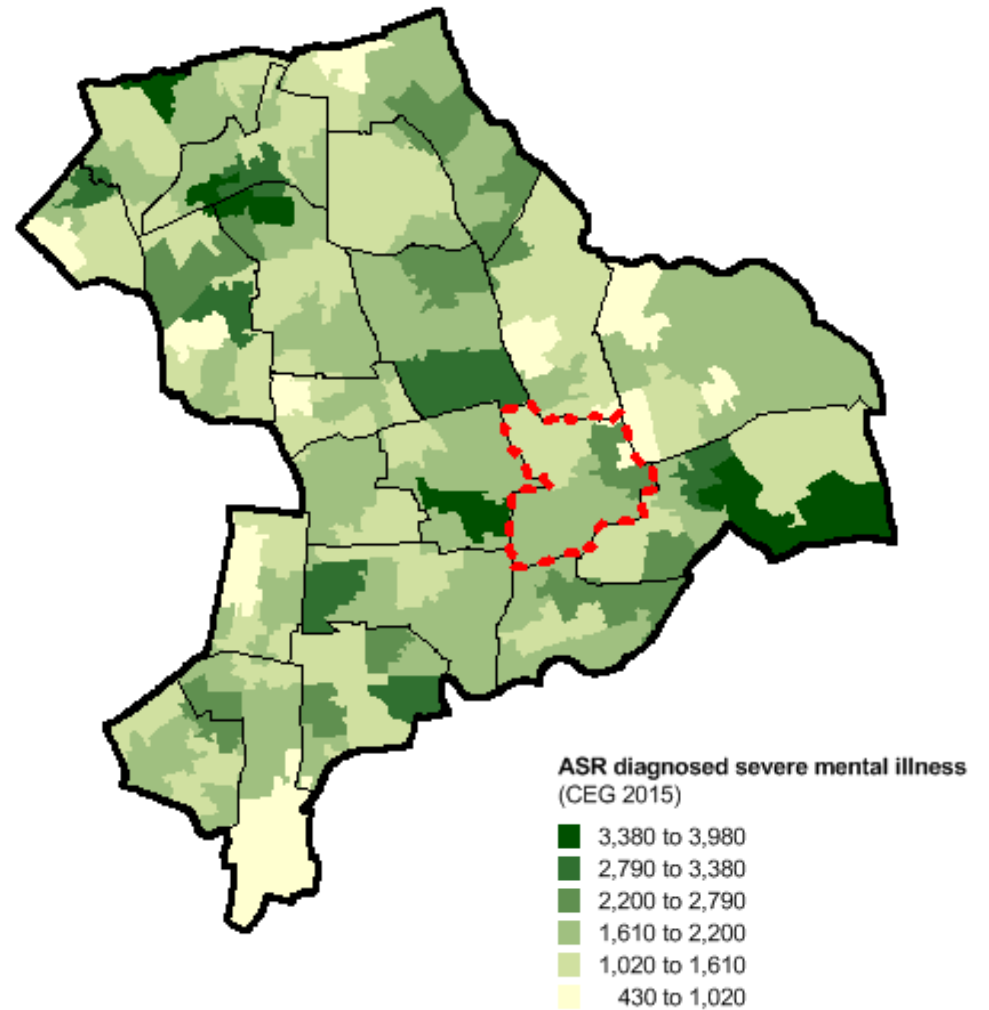 ASR diagnosed severe mental illness
(CEG 2015)
3,380 to 3,980
2,790 to 3,380
2,200 to 2,790
1,610 to 2,200
1,020 to 1,610
430 to 1,020